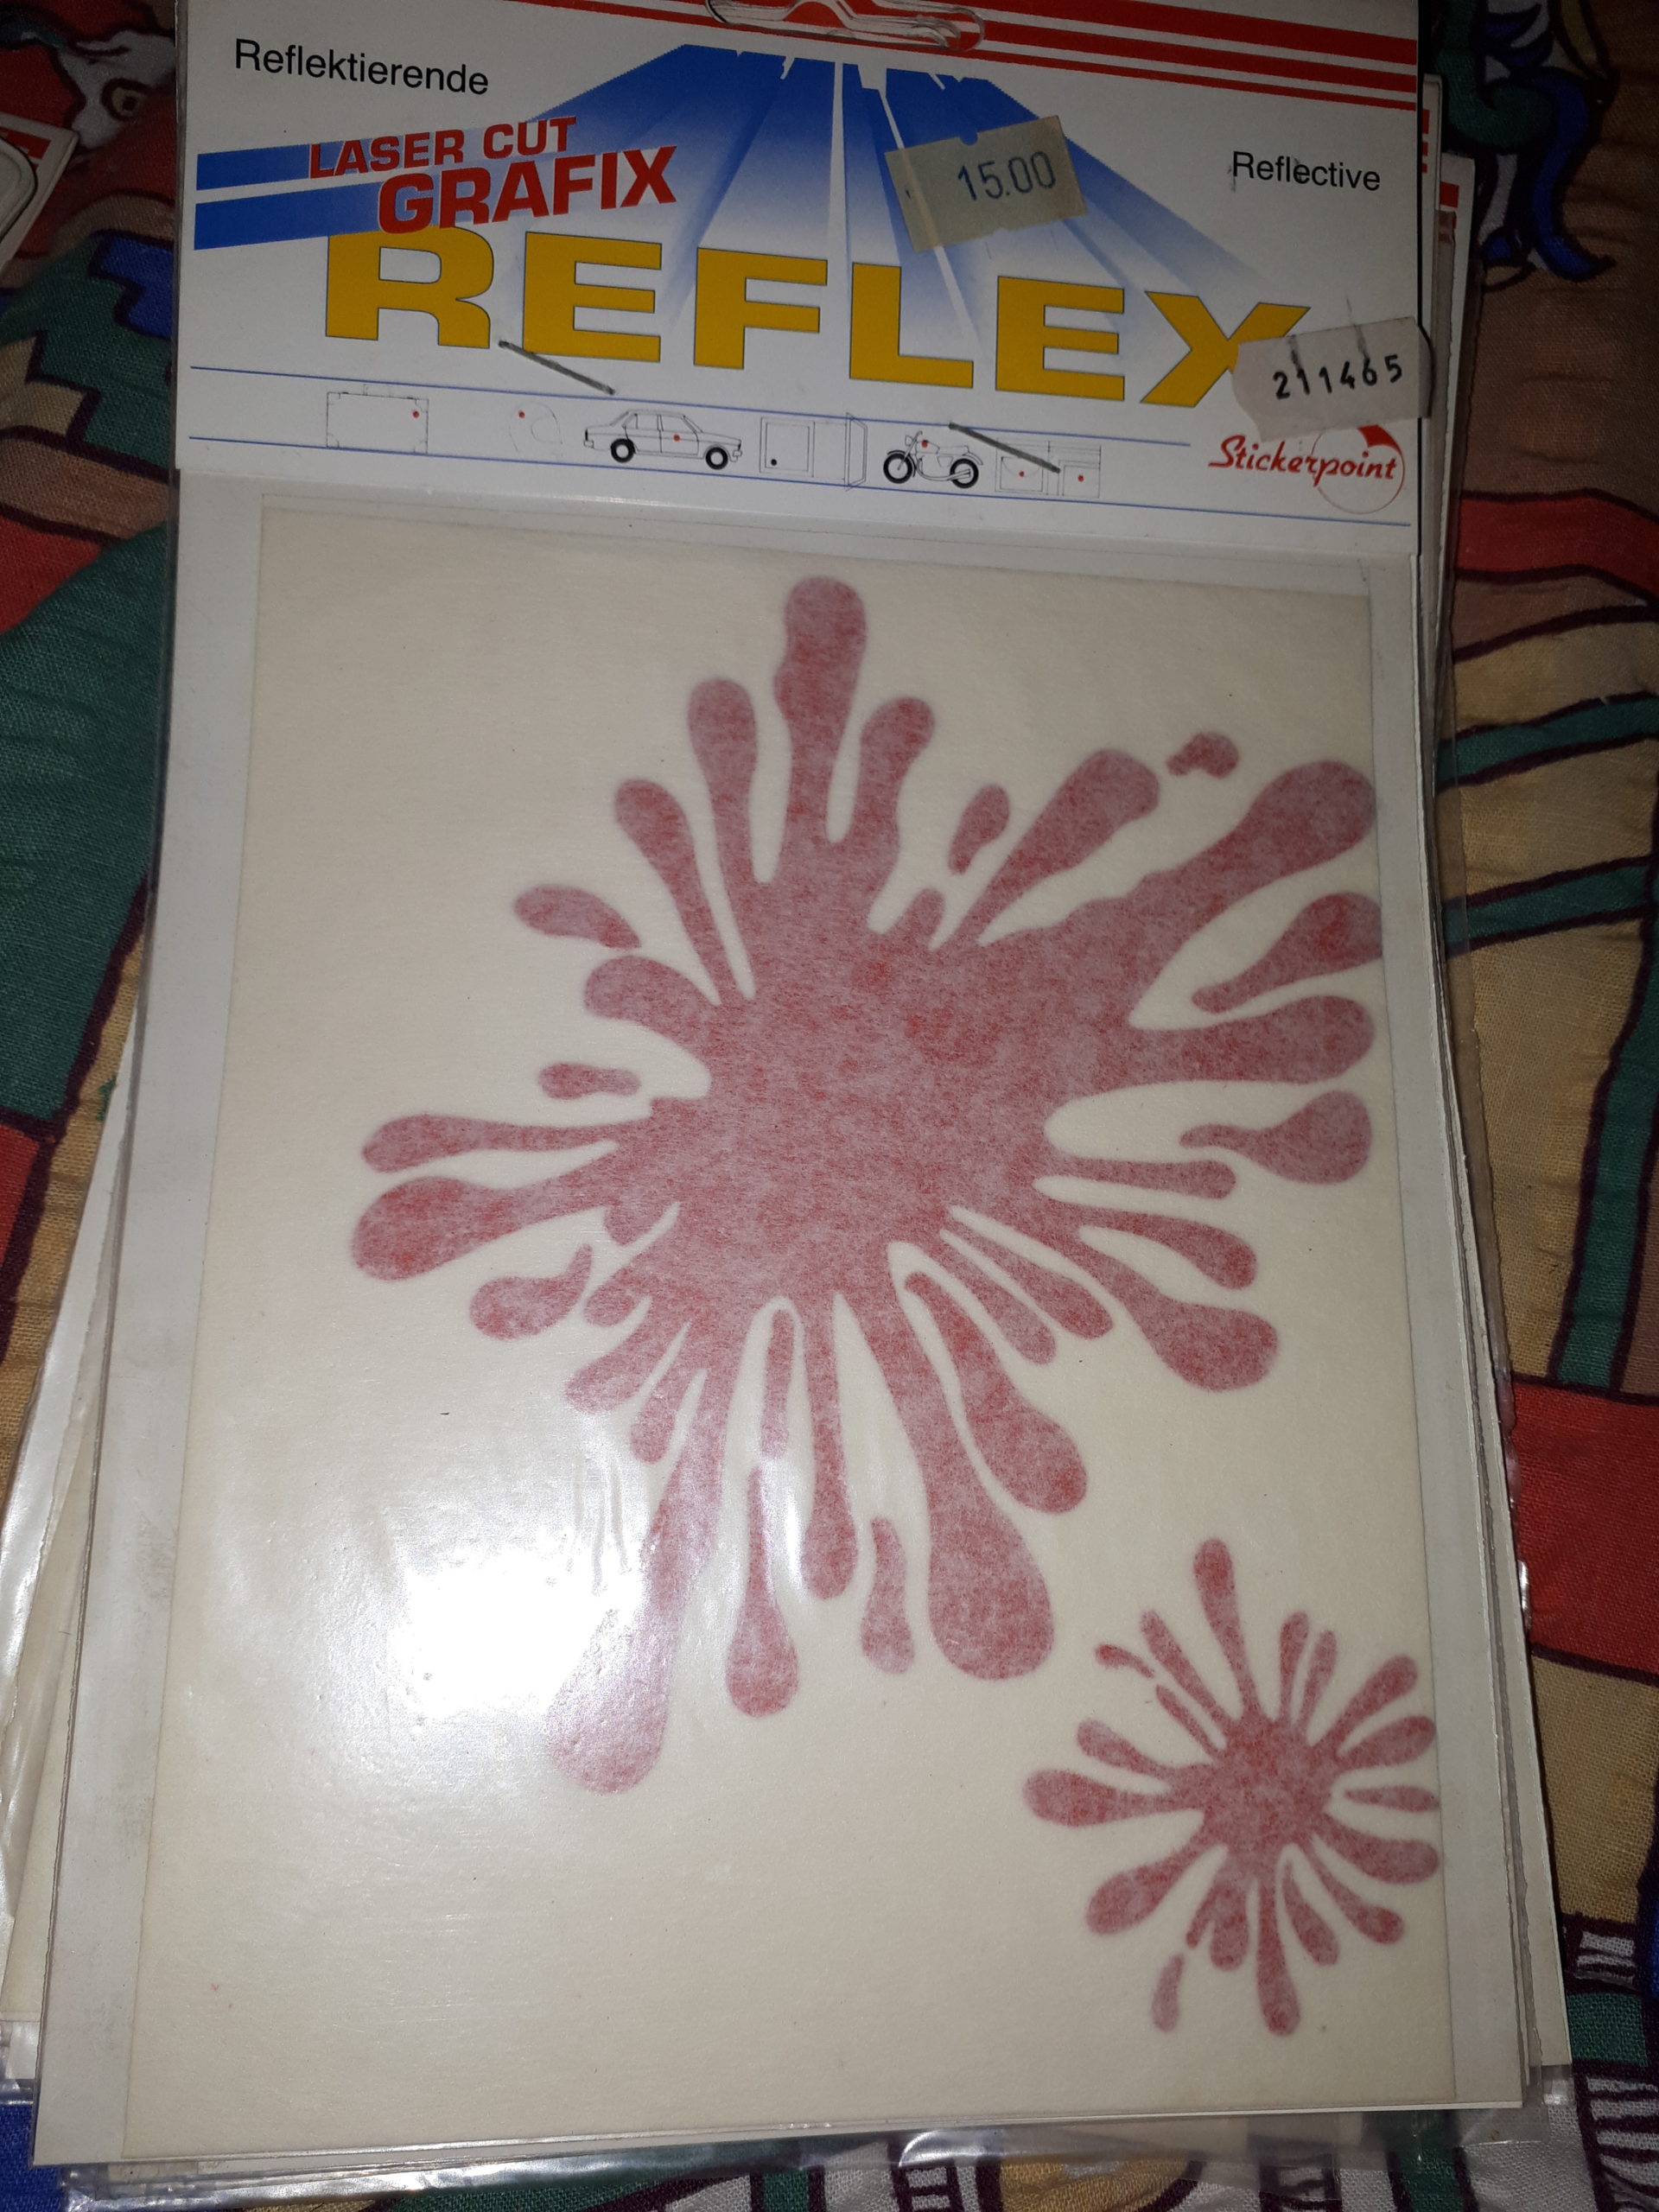 Reflektierende
LASER CUT
GRAFIX
15.00
Reflective
REFLEX
211465
Stickerpoint